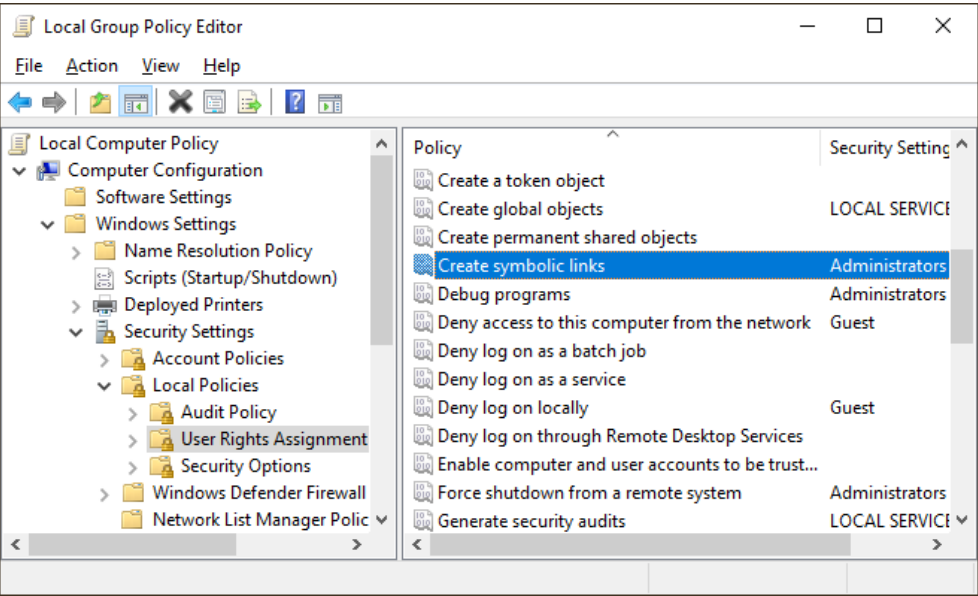 Local Group Policy Editor
File Action View Help
Local Computer Policy
Computer Configuration
Software Settings
Windows Settings
Name Resolution Policy
Scripts (Startup/Shutdown)
Deployed Printers
Security Settings
Account Policies
Local Policies
Audit Policy
User Rights Assignment
Security Options
Windows Defender Firewall
Network List Manager Polic
Policy Security Setting
Create a token object
Create global objects LOCAL SERVICE
Create permanent shared objects
Create symbolic links Administrators
Debug programs Administrators
Deny access to this computer from the network Guest
Deny log on as a batch job
Deny log on as a service
Deny log on locally Guest
Deny log on through Remote Desktop Services
Enable computer and user accounts to be trust...
Force shutdown from a remote system Administrators
Generate security audits LOCAL SERVICE